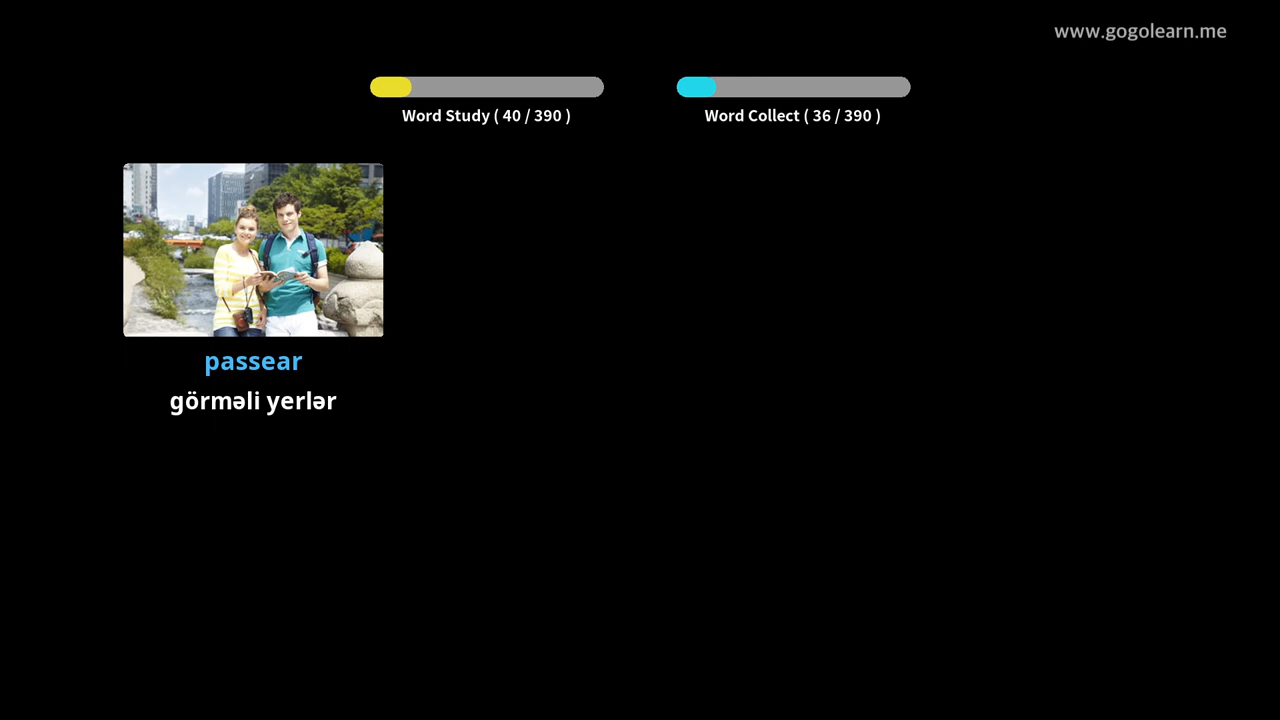 www.gogolearn.me
Word Study ( 40 / 390 )
Word Collect ( 36 / 390 )
passear
görməli yerlər